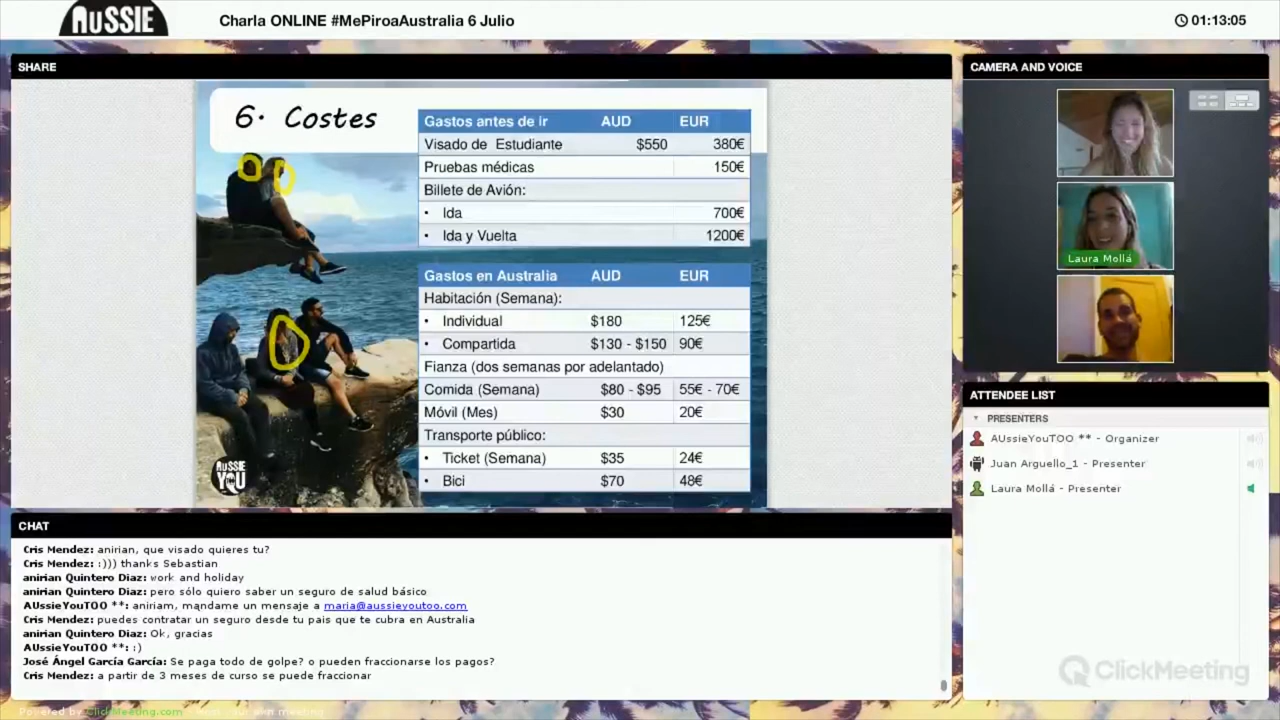 AUSSIE
Charla ONLINE #MePiroaAustralia 6 Julio
01:13:05
SHARE
6. Costes
Gastos antes de ir AUD EUR
Visado de Estudiante $550 380€
Pruebas médicas 150€
Billete de Avión:
• Ida 700€
• Ida y Vuelta 1200€
Gastos en Australia AUD EUR
Habitación (Semana):
• Individual $180 125€
• Compartida $130 - $150 90€
Fianza (dos semanas por adelantado)
Comida (Semana) $80 - $95 55€ - 70€
Móvil (Mes) $30 20€
Transporte público:
• Ticket (Semana) $35 24€
• Bici $70 48€
AUSSIE
YOU
CAMERA AND VOICE
Laura Mollá
ATTENDEE LIST
PRESENTERS
AUssieYouTOO ** - Organizer
Juan Arguello_1 - Presenter
Laura Mollá - Presenter
CHAT
Cris Mendez: anirian, que visado quieres tu?
Cris Mendez: :))) thanks Sebastian
anirian Quintero Diaz: work and holiday
anirian Quintero Diaz: pero sólo quiero saber un seguro de salud básico
AUssieYouTOO **: aniriam, mandame un mensaje a maria@aussieyoutoo.com
Cris Mendez: puedes contratar un seguro desde tu pais que te cubra en Australia
anirian Quintero Diaz: Ok, gracias
AUssieYouTOO **: :)
José Ángel García García: Se paga todo de golpe? o pueden fraccionarse los pagos?
Cris Mendez: a partir de 3 meses de curso se puede fraccionar
ClickMeeting
Powered by ClickMeeting.com